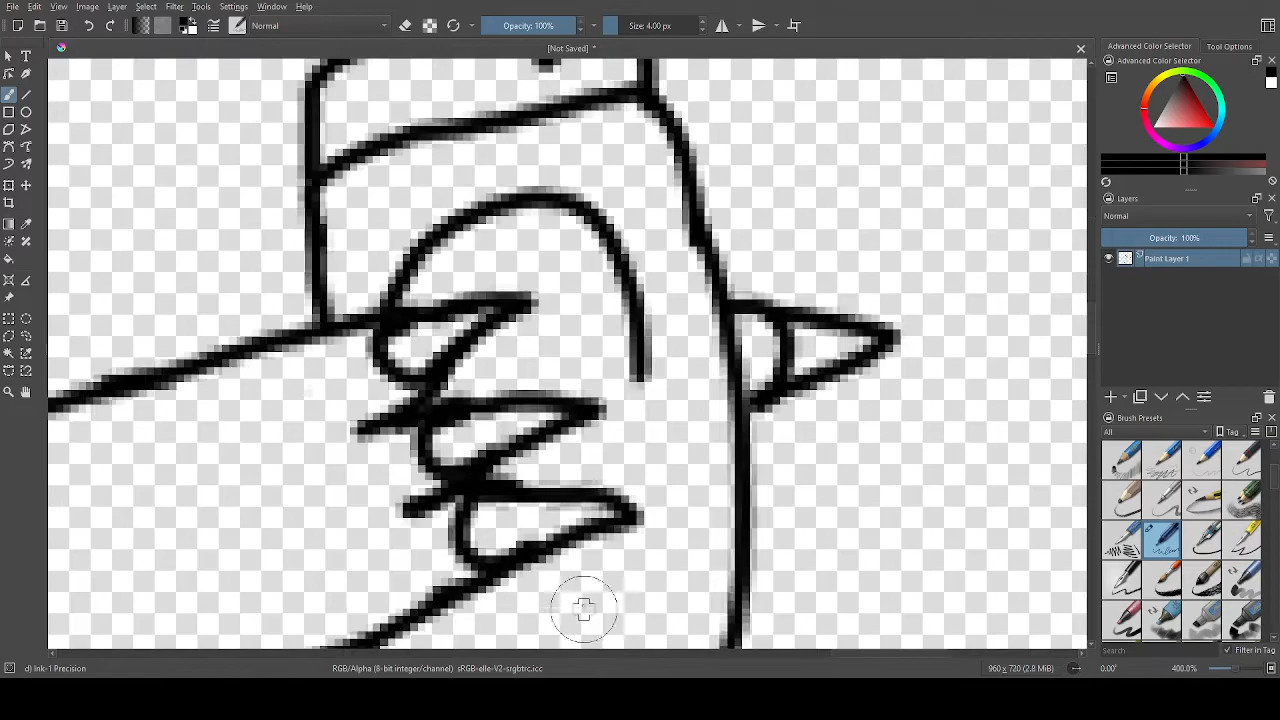 File Edit View Image Layer Select Filter Tools Settings Window Help
Normal Opacity: 100% Size: 4.00 px
[Not Saved] *
Advanced Color Selector Tool Options
Advanced Color Selector
Layers
Normal
Opacity: 100%
Paint Layer 1
Brush Presets
All Tag
Search Filter in Tag
d) Ink-1 Precision RGB/Alpha (8-bit integer/channel) sRGB-elle-V2-srgbtrc.icc 960 x 720 (2.8 MiB) 0.00° 400.0%